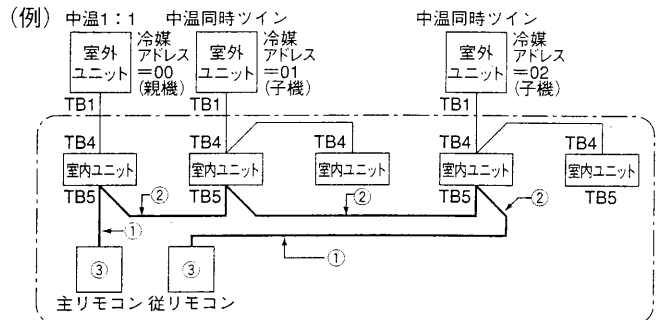 (例)
中温1：1
中温同時ツイン
中温同時ツイン
室外
ユニット
冷媒
アドレス
=00
(親機)
室外
ユニット
冷媒
アドレス
=01
(子機)
室外
ユニット
冷媒
アドレス
=02
(子機)
TB1
TB1
TB1
TB4
TB4
TB4
TB4
TB4
室内ユニット
室内ユニット
室内ユニット
室内ユニット
室内ユニット
TB5
TB5
TB5
TB5
TB5
②
②
②
①
①
③
③
主リモコン
従リモコン